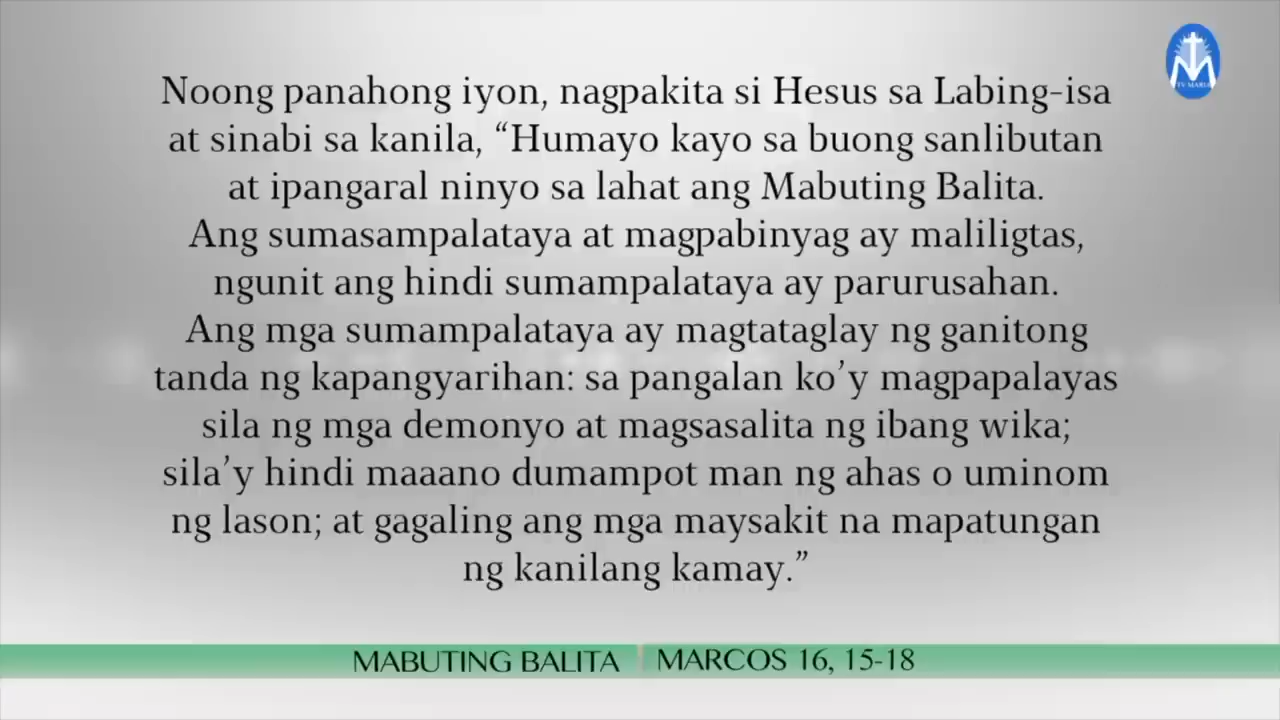 Noong panahong iyon, nagpakita si Hesus sa Labing-isa
at sinabi sa kanila, “Humayo kayo sa buong sanlibutan
at ipangaral ninyo sa lahat ang Mabuting Balita.
Ang sumasampalataya at magpabinyag ay maliligtas,
ngunit ang hindi sumampalataya ay parurusahan.
Ang mga sumampalataya ay magtataglay ng ganitong
tanda ng kapangyarihan: sa pangalan ko’y magpapalayas
sila ng mga demonyo at magsasalita ng ibang wika;
sila’y hindi maaano dumampot man ng ahas o uminom
ng lason; at gagaling ang mga maysakit na mapatungan
ng kanilang kamay.”
MABUTING BALITA MARCOS 16, 15-18
TV MARIA